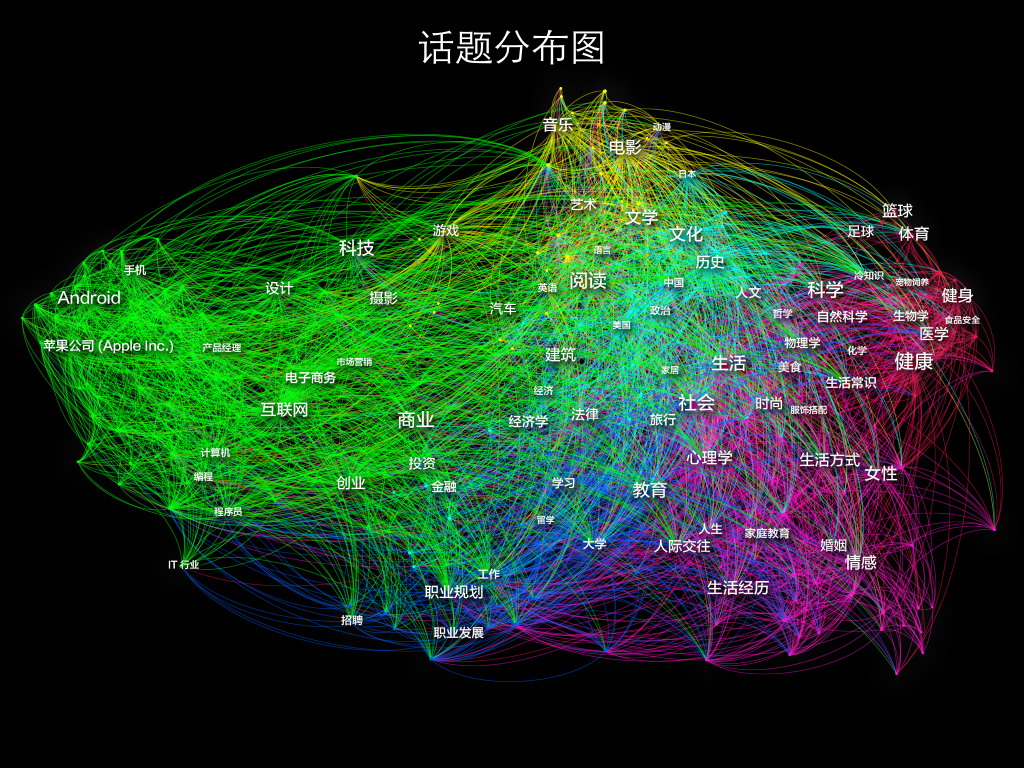 话题分布图
音乐
动漫
电影
日本
艺术
文学
篮球
游戏
文化
足球
体育
科技
语言
历史
手机
冷知识
阅读
中国
宠物饲养
设计
英语
人文
科学
健身
Android
摄影
汽车
政治
哲学
自然科学
生物学
食品安全
美国
医学
苹果公司 (Apple Inc.)
产品经理
物理学
化学
建筑
市场营销
生活
健康
家居
美食
电子商务
生活常识
经济
互联网
社会
时尚
服饰搭配
商业
经济学
法律
旅行
计算机
投资
心理学
生活方式
编程
女性
创业
金融
学习
教育
程序员
留学
人生
家庭教育
大学
人际交往
婚姻
IT 行业
工作
情感
职业规划
生活经历
招聘
职业发展